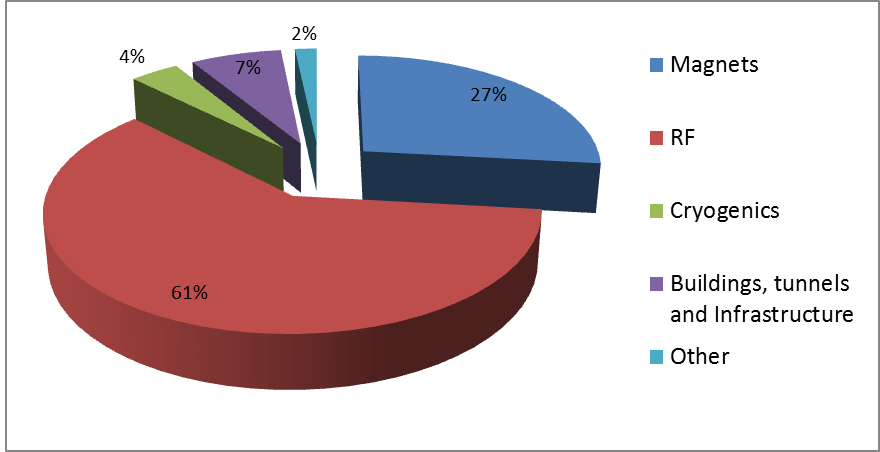 2%
4%
7%
27%
61%
Magnets
RF
Cryogenics
Buildings, tunnels
and Infrastructure
Other